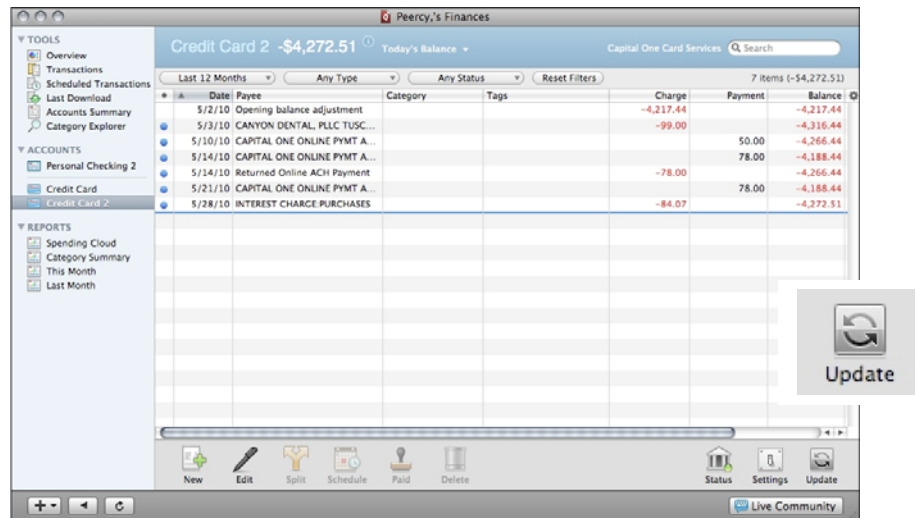 Peercy,'s Finances
TOOLS
Overview
Transactions
Scheduled Transactions
Last Download
Accounts Summary
Category Explorer
ACCOUNTS
Personal Checking 2
Credit Card
Credit Card 2
REPORTS
Spending Cloud
Category Summary
This Month
Last Month
Credit Card 2 -$4,272.51 Today's Balance Capital One Card Services Search
Last 12 Months Any Type Any Status Reset Filters 7 items (-$4,272.51)
Date Payee Category Tags Charge Payment Balance
5/2/10 Opening balance adjustment -4,217.44 -4,217.44
5/3/10 CANYON DENTAL, PLLC TUSC... -99.00 -4,316.44
5/10/10 CAPITAL ONE ONLINE PYMT A... 50.00 -4,266.44
5/14/10 CAPITAL ONE ONLINE PYMT A... 78.00 -4,188.44
5/14/10 Returned Online ACH Payment -78.00 -4,266.44
5/21/10 CAPITAL ONE ONLINE PYMT A... 78.00 -4,188.44
5/28/10 INTEREST CHARGE:PURCHASES -84.07 -4,272.51
Update
New Edit Split Schedule Paid Delete Status Settings Update
Live Community